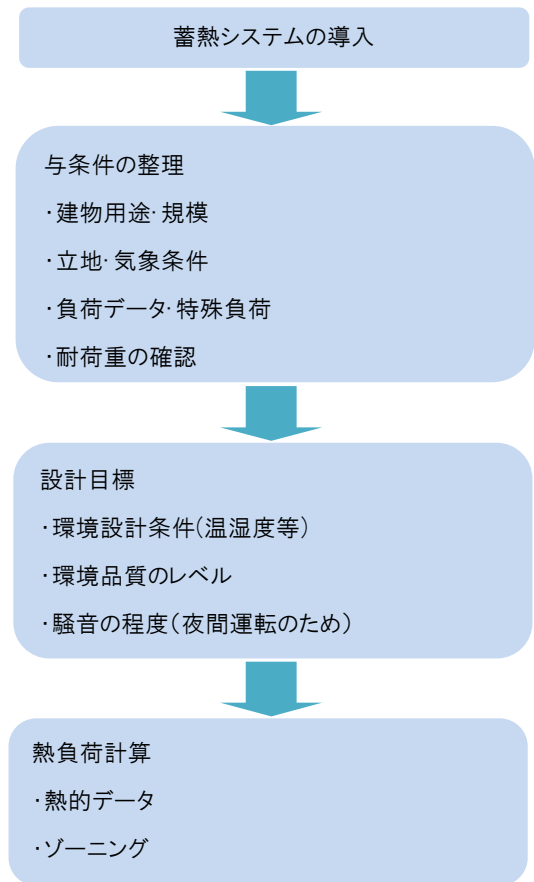 蓄熱システムの導入
与条件の整理
・建物用途・規模
・立地・気象条件
・負荷データ・特殊負荷
・耐荷重の確認
設計目標
・環境設計条件(温湿度等)
・環境品質のレベル
・騒音の程度(夜間運転のため)
熱負荷計算
・熱的データ
・ゾーニング